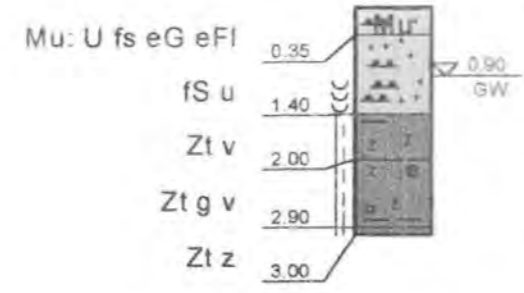 Mu: U fs eG eFl
0.35
0.90
GW
fS u
1.40
Zt v
2.00
Zt g v
2.90
Zt z
3.00